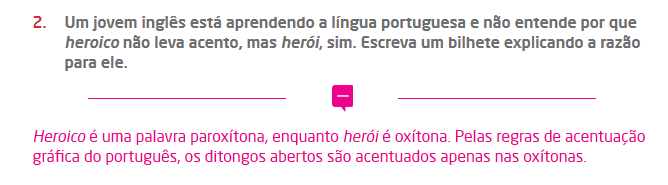 2. Um jovem inglês está aprendendo a língua portuguesa e não entende por que
heroico não leva acento, mas herói, sim. Escreva um bilhete explicando a razão
para ele.
Heroico é uma palavra paroxítona, enquanto herói é oxítona. Pelas regras de acentuação
gráfica do português, os ditongos abertos são acentuados apenas nas oxítonas.